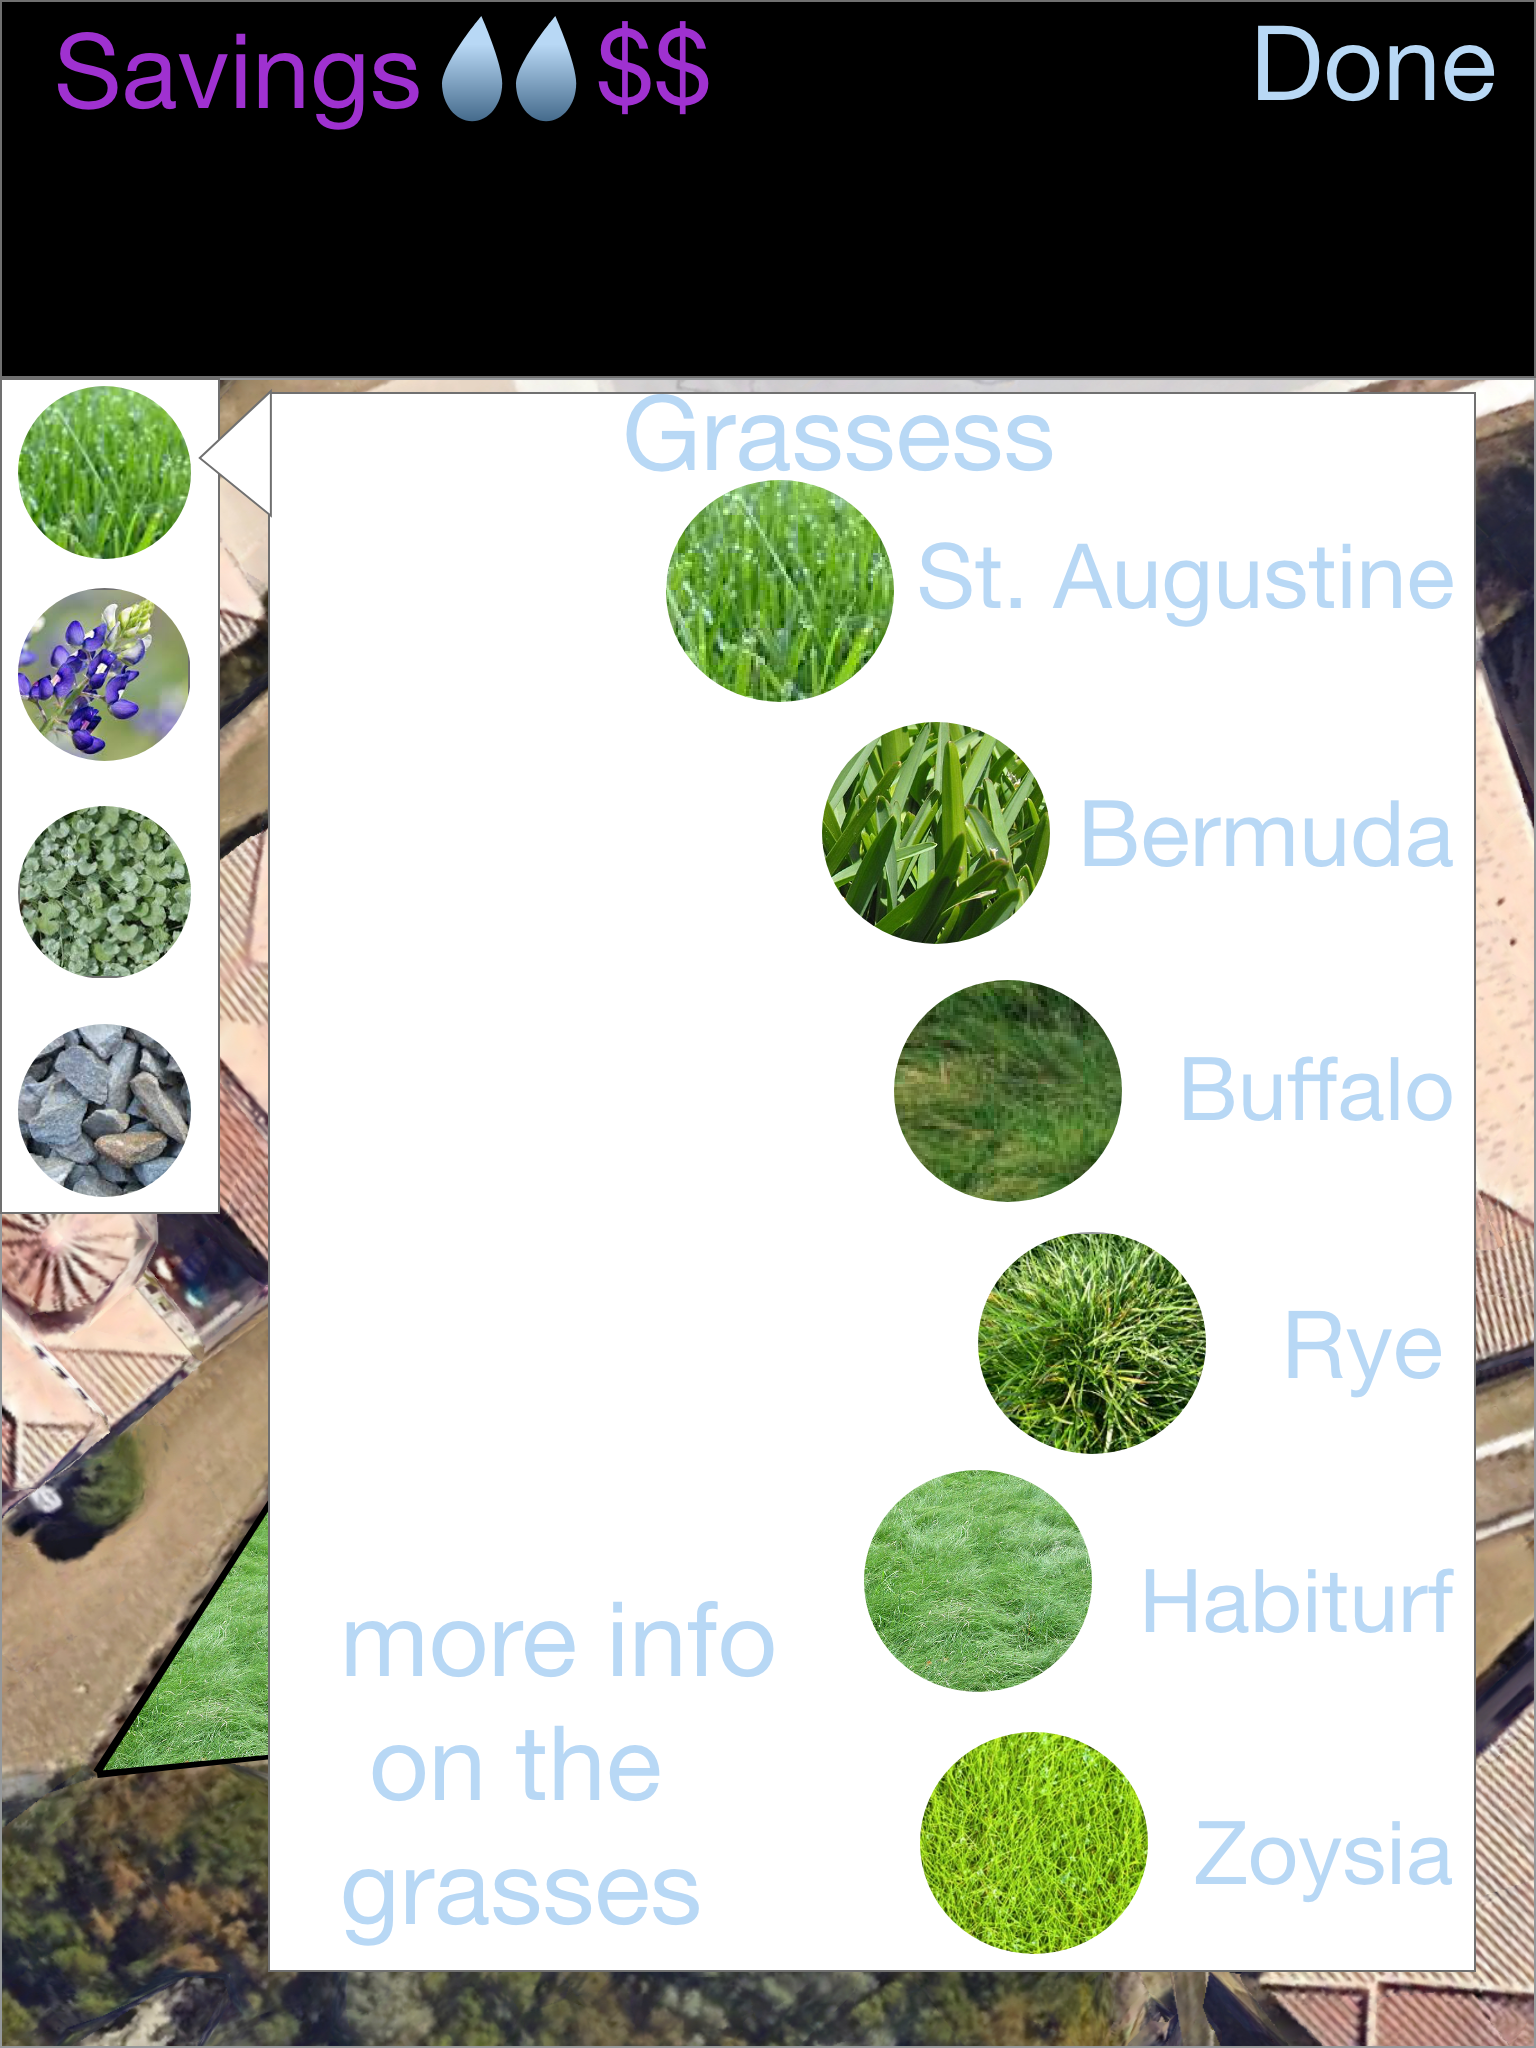 Savings💧💧$$
Done
Grassess
St. Augustine
Bermuda
Buffalo
Rye
Habiturf
Zoysia
more info
on the
grasses